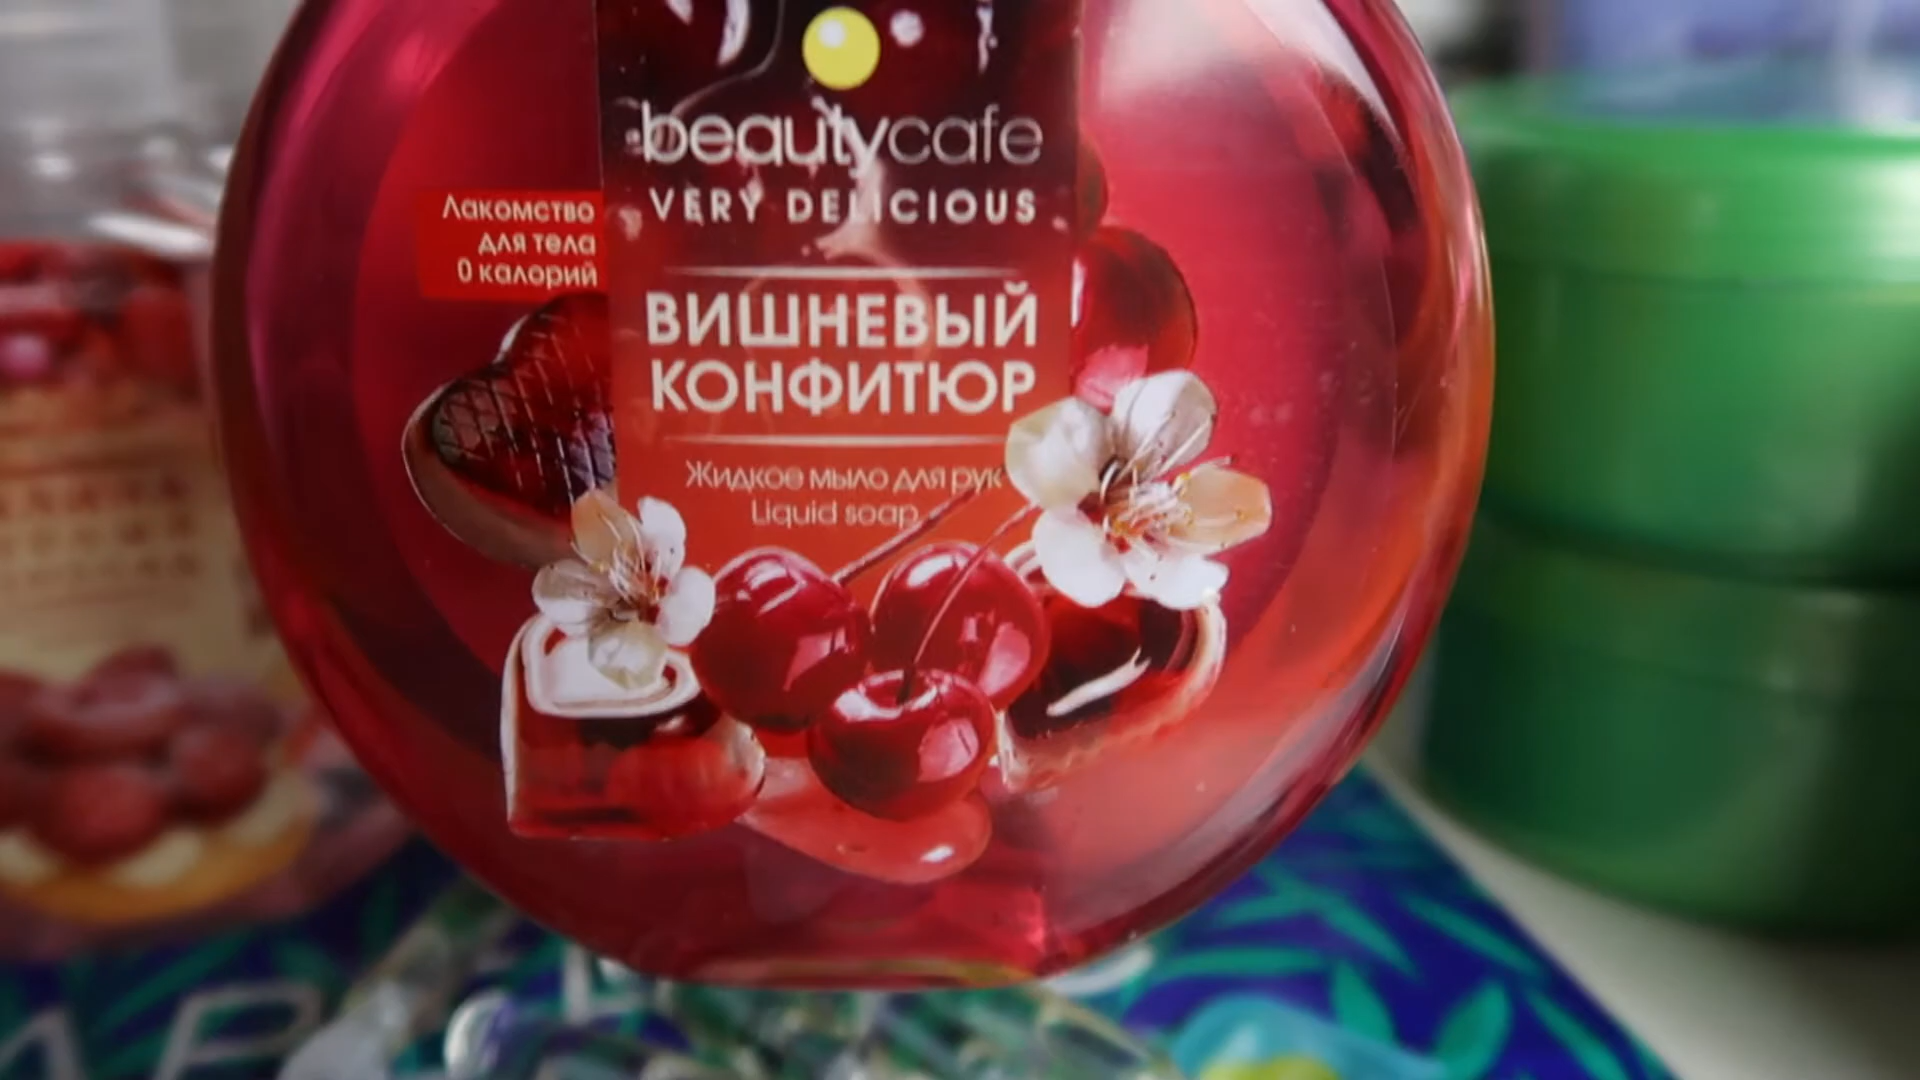 beautycafe
VERY DELICIOUS
Лакомство
для тела
0 калорий
ВИШНЕВЫЙ
КОНФИТЮР
Жидкое мыло для рук
Liquid soap